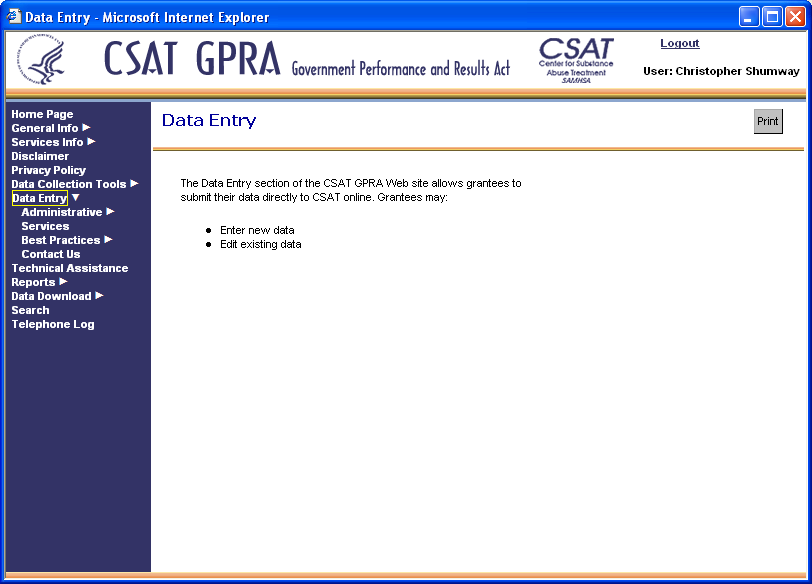 Data Entry - Microsoft Internet Explorer
CSAT GPRA Government Performance and Results Act
CSAT
Center for Substance
Abuse Treatment
SAMHSA
Logout
User: Christopher Shumway
Home Page
General Info
Services Info
Disclaimer
Privacy Policy
Data Collection Tools
Data Entry
Administrative
Services
Best Practices
Contact Us
Technical Assistance
Reports
Data Download
Search
Telephone Log
Data Entry
Print
The Data Entry section of the CSAT GPRA Web site allows grantees to
submit their data directly to CSAT online. Grantees may:
• Enter new data
• Edit existing data